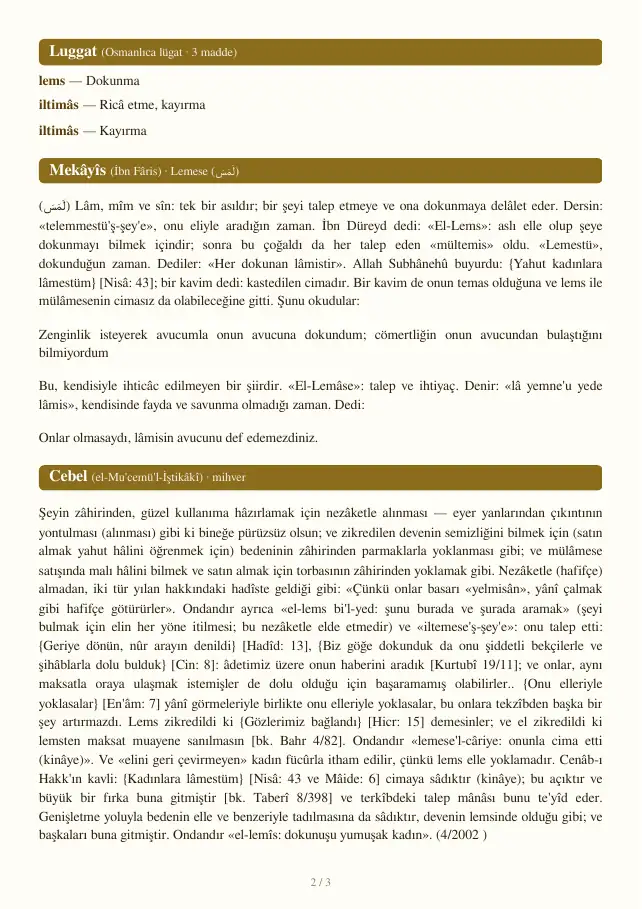 Luggat (Osmanlıca lügat · 3 madde)
lems — Dokunma
iltimâs — Ricâ etme, kayırma
iltimâs — Kayırma
Mekâyîs (İbn Fâris) · Lemese (لَمَسَ)
(لَمَسَ) Lâm, mîm ve sîn: tek bir asıldır; bir şeyi talep etmeye ve ona dokunmaya delâlet eder. Dersin:
«telemmestü'ş-şey'e», onu eliyle aradığın zaman. İbn Düreyd dedi: «El-Lems»: aslı elle olup şeye
dokunmayı bilmek içindir; sonra bu çoğaldı da her talep eden «mültemis» oldu. «Lemestü»,
dokunduğun zaman. Dediler: «Her dokunan lâmistir». Allah Subhânehû buyurdu: {Yahut kadınlara
lâmestüm} [Nisâ: 43]; bir kavim dedi: kastedilen cimadır. Bir kavim de onun temas olduğuna ve lems ile
mülâmesenin cimasız da olabileceğine gitti. Şunu okudular:
Zenginlik isteyerek avucumla onun avucuna dokundum; cömertliğin onun avucundan bulaştığını
bilmiyordum
Bu, kendisiyle ihticâc edilmeyen bir şiirdir. «El-Lemâse»: talep ve ihtiyaç. Denir: «lâ yemne'u yede
lâmis», kendisinde fayda ve savunma olmadığı zaman. Dedi:
Onlar olmasaydı, lâmisin avucunu def edemezdiniz.
Cebel (el-Mu'cemü'l-İştikâkî) · mihver
Şeyin zâhirinden, güzel kullanıma hâzırlamak için nezâketle alınması — eyer yanlarından çıkıntının
yontulması (alınması) gibi ki bineğe pürüzsüz olsun; ve zikredilen devenin semizliğini bilmek için (satın
almak yahut hâlini öğrenmek için) bedeninin zâhirinden parmaklarla yoklanması gibi; ve mülâmese
satışında malı hâlini bilmek ve satın almak için torbasının zâhirinden yoklamak gibi. Nezâketle (hafifçe)
almadan, iki tür yılan hakkındaki hadîste geldiği gibi: «Çünkü onlar basarı «yelmisân», yânî çalmak
gibi hafifçe götürürler». Ondandır ayrıca «el-lems bi'l-yed: şunu burada ve şurada aramak» (şeyi
bulmak için elin her yöne itilmesi; bu nezâketle elde etmedir) ve «iltemese'ş-şey'e»: onu talep etti:
{Geriye dönün, nûr arayın denildi} [Hadîd: 13], {Biz göğe dokunduk da onu şiddetli bekçilerle ve
şihâblarla dolu bulduk} [Cin: 8]: âdetimiz üzere onun haberini aradık [Kurtubî 19/11]; ve onlar, aynı
maksatla oraya ulaşmak istemişler de dolu olduğu için başaramamış olabilirler.. {Onu elleriyle
yoklasalar} [En'âm: 7] yânî görmeleriyle birlikte onu elleriyle yoklasalar, bu onlara tekzîbden başka bir
şey artırmazdı. Lems zikredildi ki {Gözlerimiz bağlandı} [Hicr: 15] demesinler; ve el zikredildi ki
lemsten maksat muayene sanılmasın [bk. Bahr 4/82]. Ondandır «lemese'l-câriye: onunla cima etti
(kinâye)». Ve «elini geri çevirmeyen» kadın fücûrla itham edilir, çünkü lems elle yoklamadır. Cenâb-ı
Hakk'ın kavli: {Kadınlara lâmestüm} [Nisâ: 43 ve Mâide: 6] cimaya sâdıktır (kinâye); bu açıktır ve
büyük bir fırka buna gitmiştir [bk. Taberî 8/398] ve terkîbdeki talep mânâsı bunu te'yîd eder.
Genişletme yoluyla bedenin elle ve benzeriyle tadılmasına da sâdıktır, devenin lemsinde olduğu gibi; ve
başkaları buna gitmiştir. Ondandır «el-lemîs: dokunuşu yumuşak kadın». (4/2002 )
2 / 3